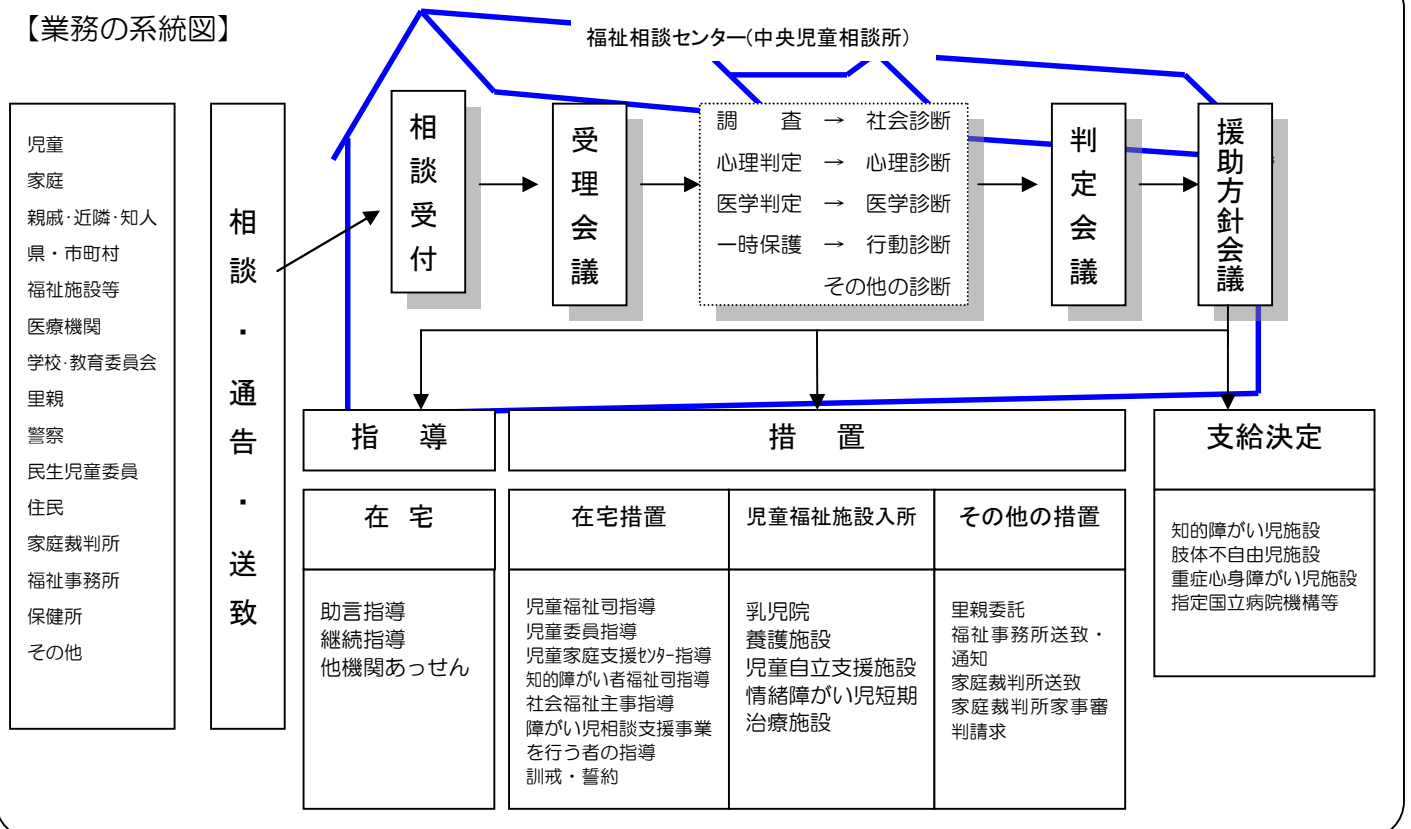 【業務の系統図】
福祉相談センター(中央児童相談所)
児童
家庭
親戚・近隣・知人
県・市町村
福祉施設等
医療機関
学校・教育委員会
里親
警察
民生児童委員
住民
家庭裁判所
福祉事務所
保健所
その他
相談・通告・送致
相談受付
受理会議
調　査 → 社会診断
心理判定 → 心理診断
医学判定 → 医学診断
一時保護 → 行動診断
その他の診断
判定会議
援助方針会議
指　導
在　宅
助言指導
継続指導
他機関あっせん
措　置
在宅措置
児童福祉司指導
児童委員指導
児童家庭支援ｾﾝﾀｰ指導
知的障がい者福祉司指導
社会福祉主事指導
障がい児相談支援事業
を行う者の指導
訓戒・誓約
児童福祉施設入所
乳児院
養護施設
児童自立支援施設
情緒障がい児短期
治療施設
その他の措置
里親委託
福祉事務所送致・
通知
家庭裁判所送致
家庭裁判所家事審
判請求
支給決定
知的障がい児施設
肢体不自由児施設
重症心身障がい児施設
指定国立病院機構等